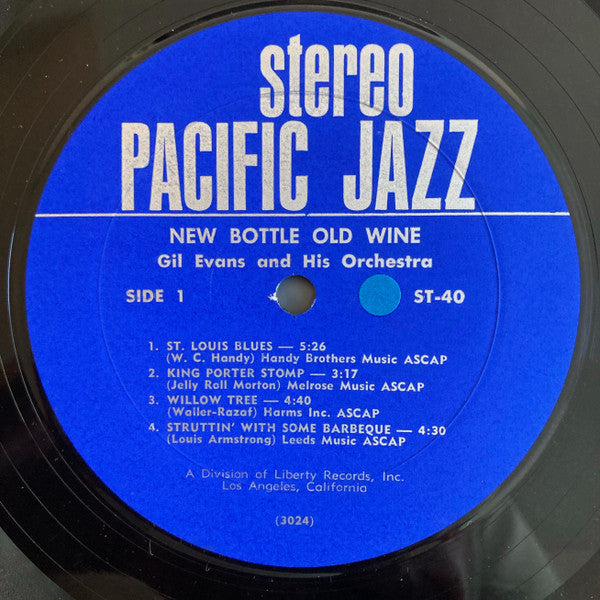 stereo
PACIFIC JAZZ
NEW BOTTLE OLD WINE
Gil Evans and His Orchestra
SIDE 1
ST-40
1. ST. LOUIS BLUES — 5:26
(W. C. Handy) Handy Brothers Music ASCAP
2. KING PORTER STOMP — 3:17
(Jelly Roll Morton) Melrose Music ASCAP
3. WILLOW TREE — 4:40
(Waller-Razaf) Harms Inc. ASCAP
4. STRUTTIN' WITH SOME BARBEQUE — 4:30
(Louis Armstrong) Leeds Music ASCAP
A Division of Liberty Records, Inc.
Los Angeles, California
(3024)